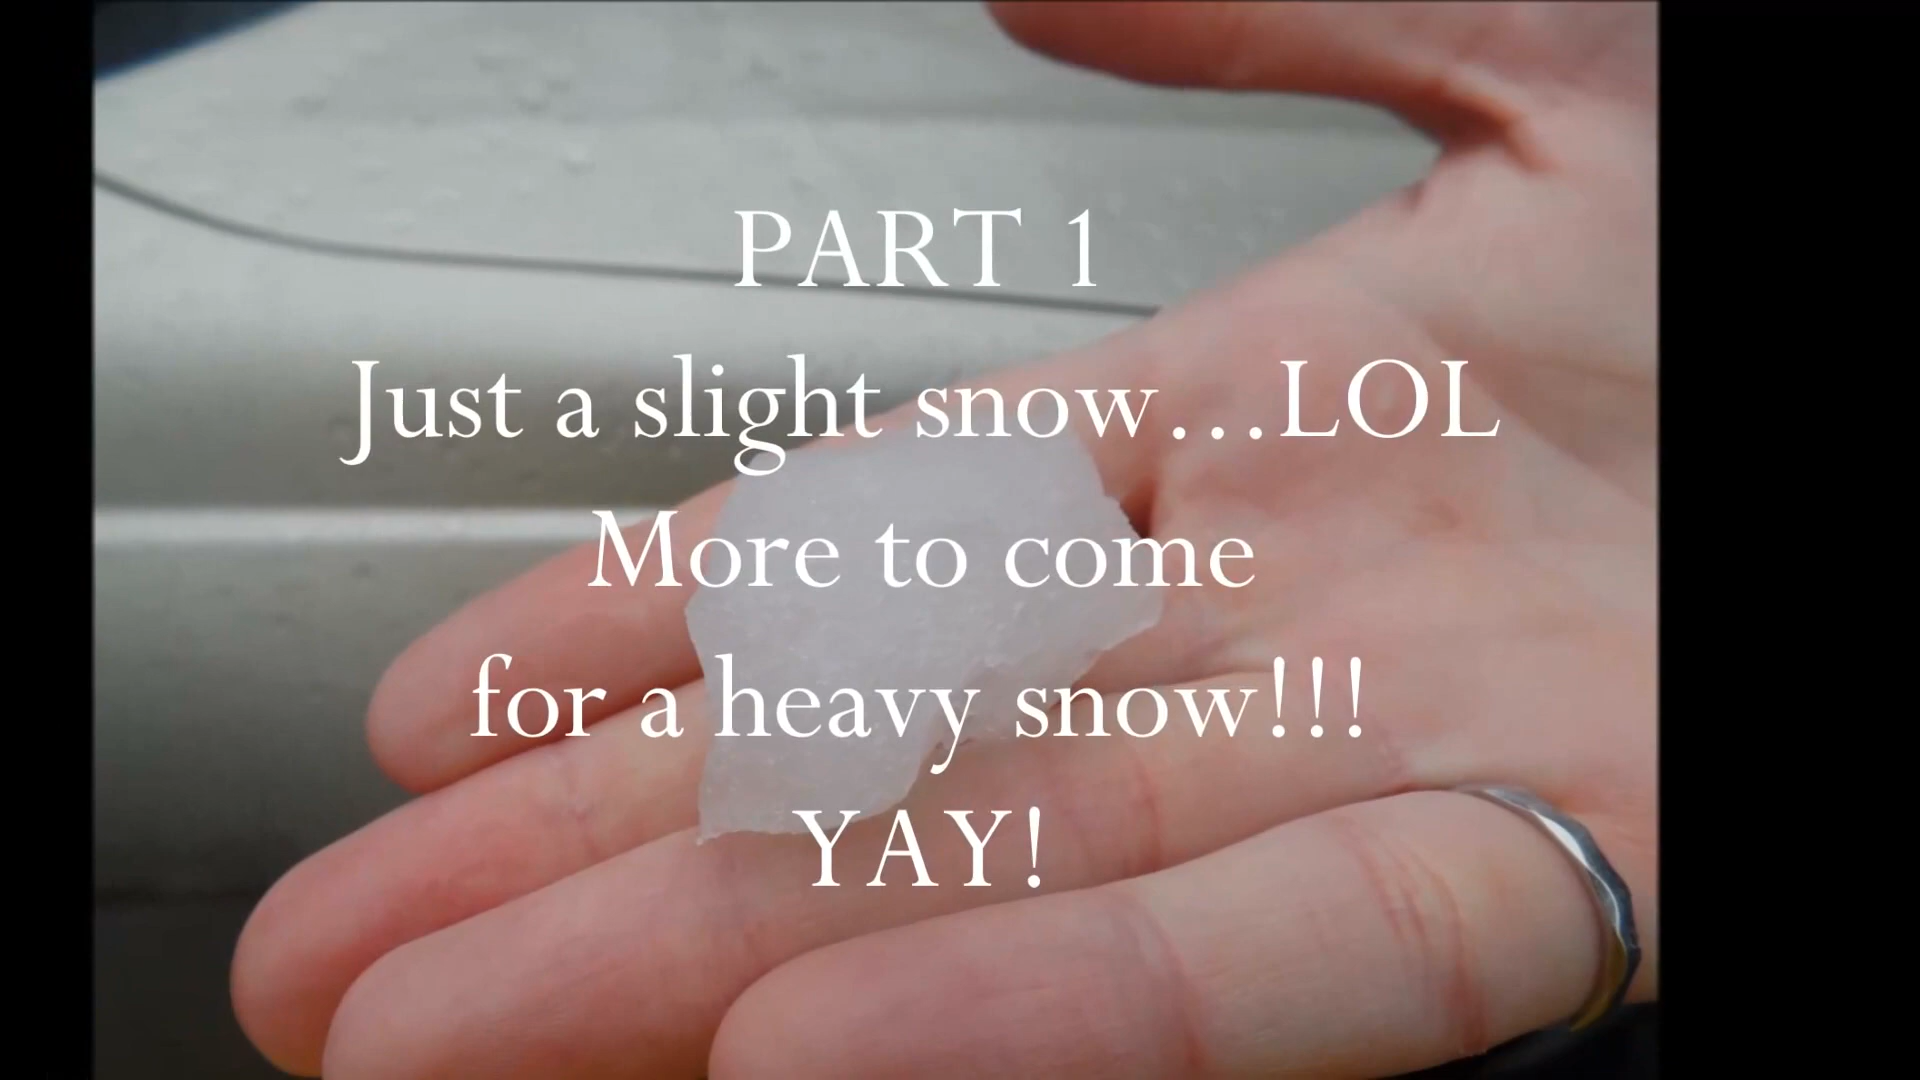 PART 1
Just a slight snow...LOL
More to come
for a heavy snow!!!
YAY!